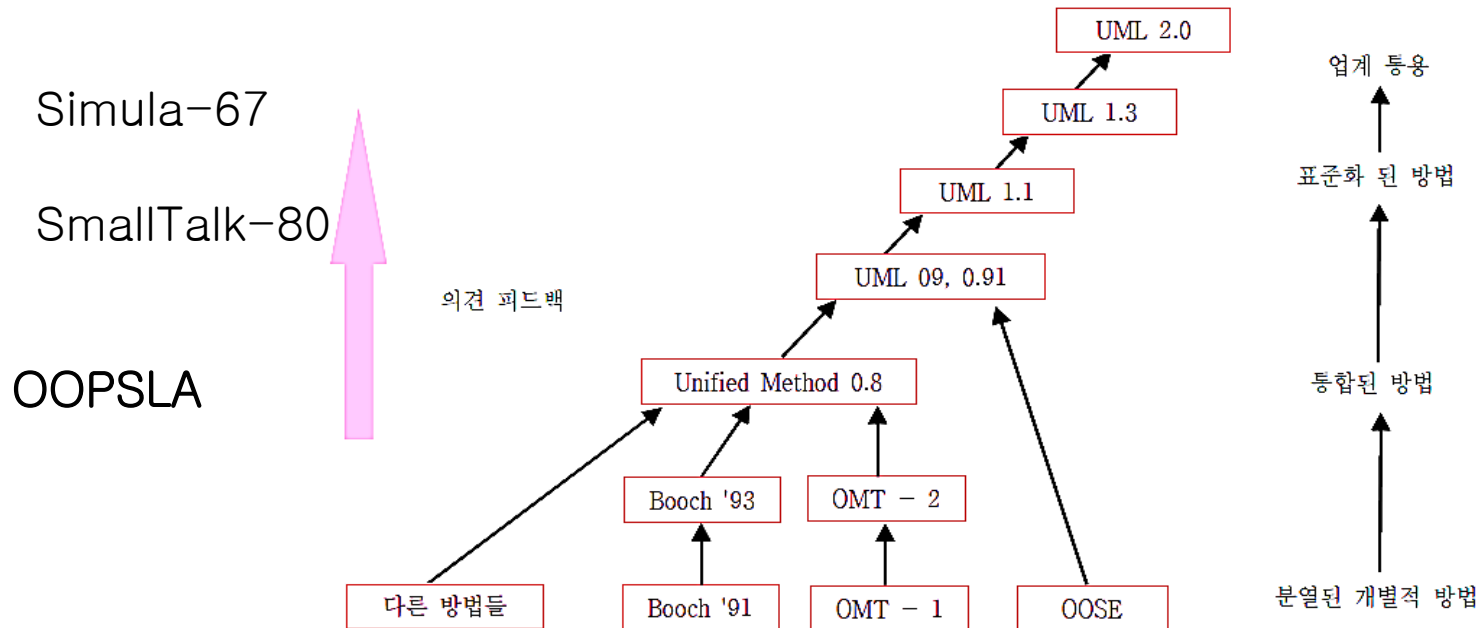 UML 2.0
업계 통용
Simula-67
UML 1.3
표준화 된 방법
UML 1.1
SmallTalk-80
UML 09, 0.91
의견 피드백
Unified Method 0.8
통합된 방법
OOPSLA
Booch '93
OMT - 2
다른 방법들
Booch '91
OMT - 1
OOSE
분열된 개별적 방법